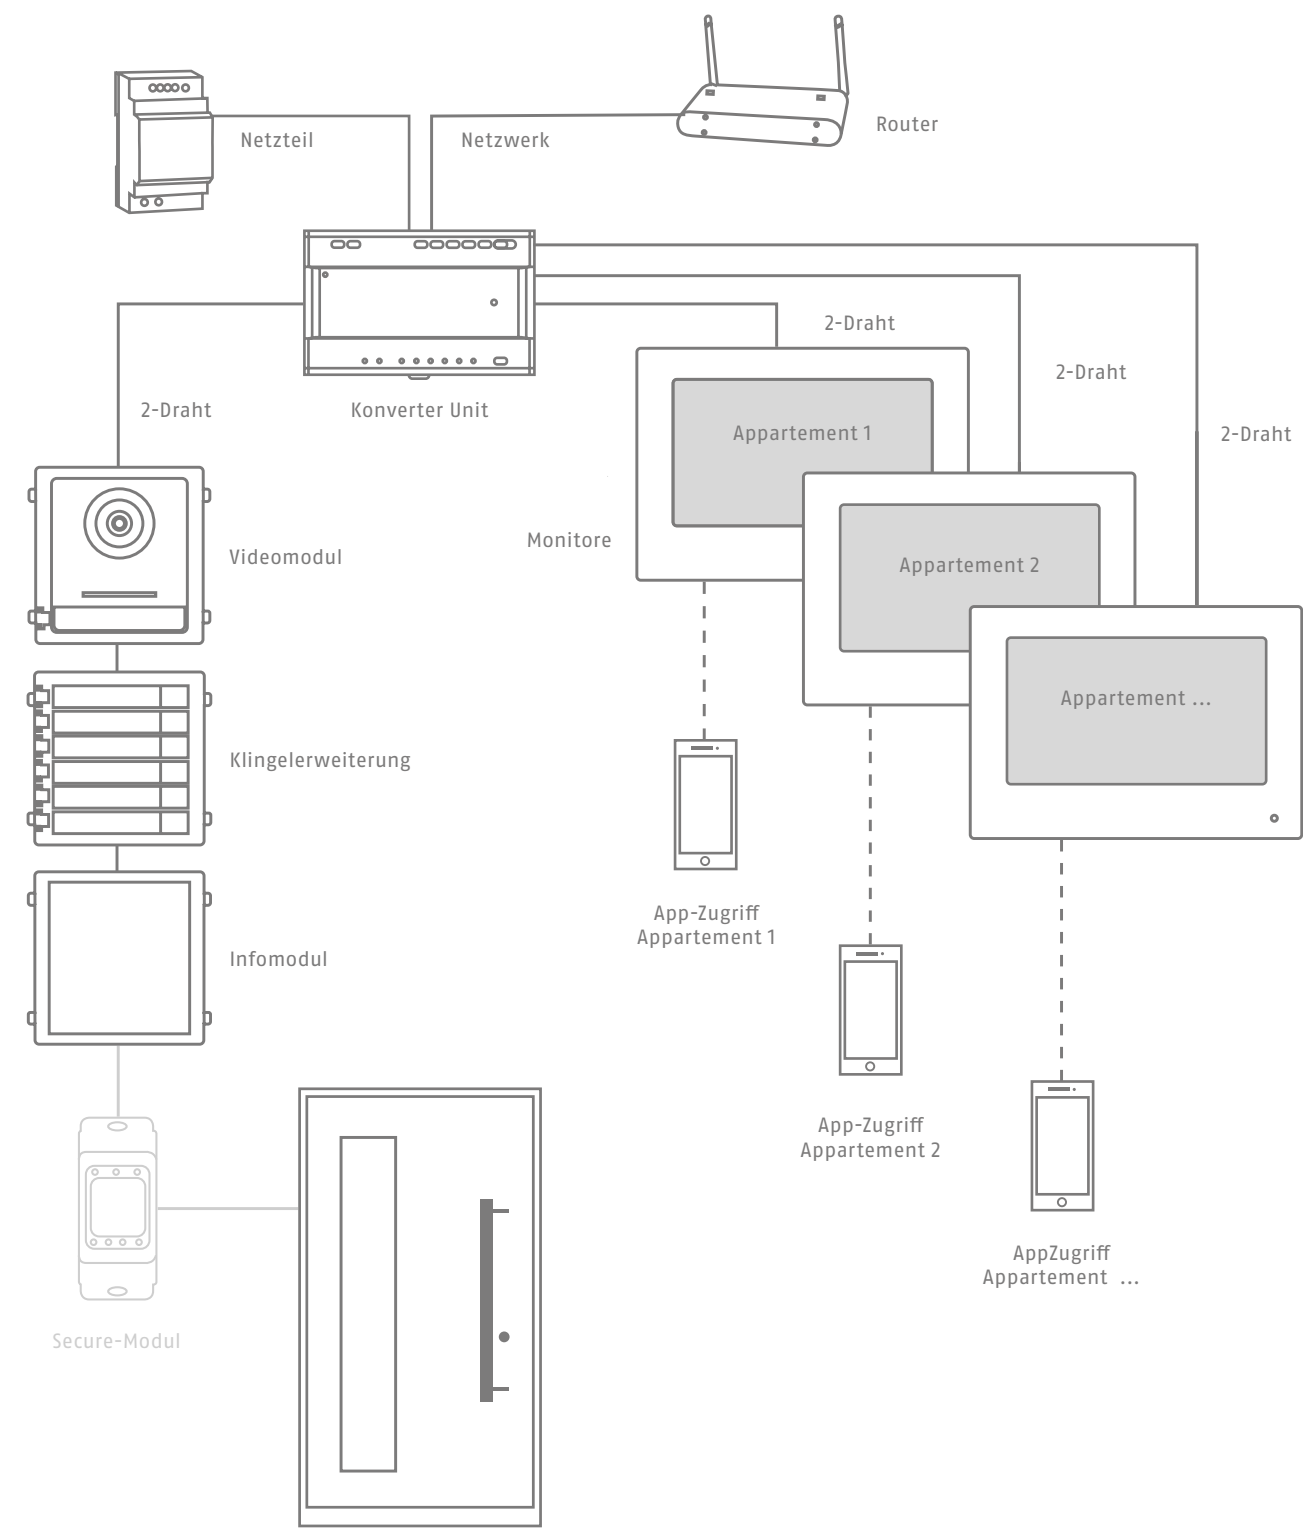 Netzteil
Netzwerk
Router
2-Draht
2-Draht
2-Draht
Konverter Unit
2-Draht
Appartement 1
Monitore
Videomodul
Appartement 2
Appartement ...
Klingelerweiterung
App-Zugriff
Appartement 1
Infomodul
App-Zugriff
Appartement 2
AppZugriff
Appartement ...
Secure-Modul